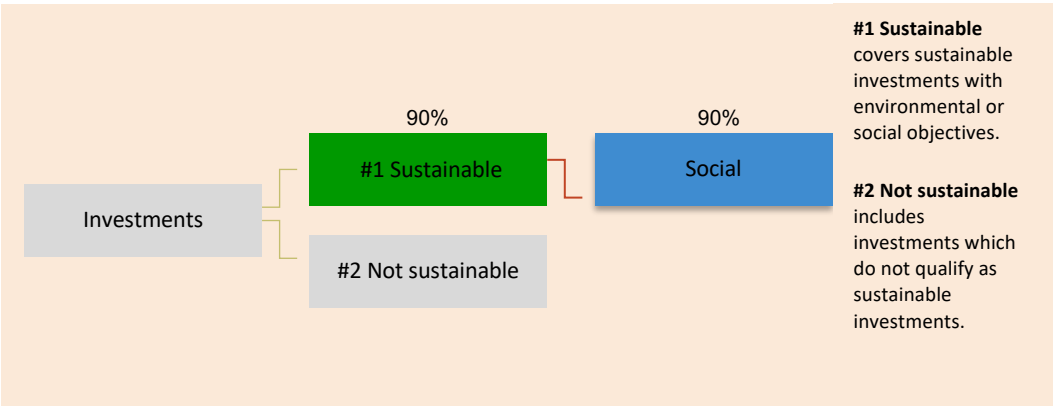 90%
90%
Investments
#1 Sustainable
Social
#2 Not sustainable
#1 Sustainable
covers sustainable
investments with
environmental or
social objectives.
#2 Not sustainable
includes
investments which
do not qualify as
sustainable
investments.